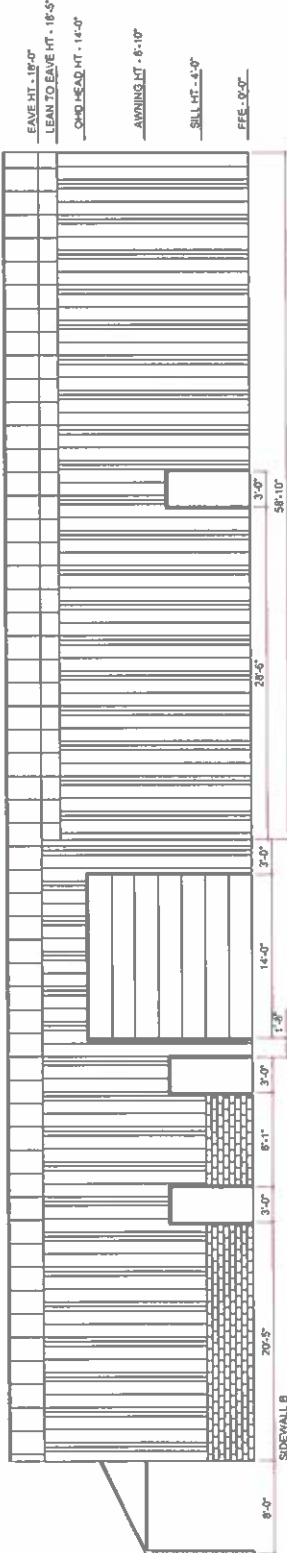 EAVE HT - 18'-0"
LEAN TO EAVE HT - 16'-5"
OHD HEAD HT - 14'-0"
AWNING HT - 8'-10"
SILL HT - 4'-0"
FFE - 0'-0"
8'-0"
20'-5"
3'-0"
8'-1"
3'-0"
1'-6"
14'-0"
3'-0"
28'-6"
3'-0"
58'-10"
SIDEWALL B